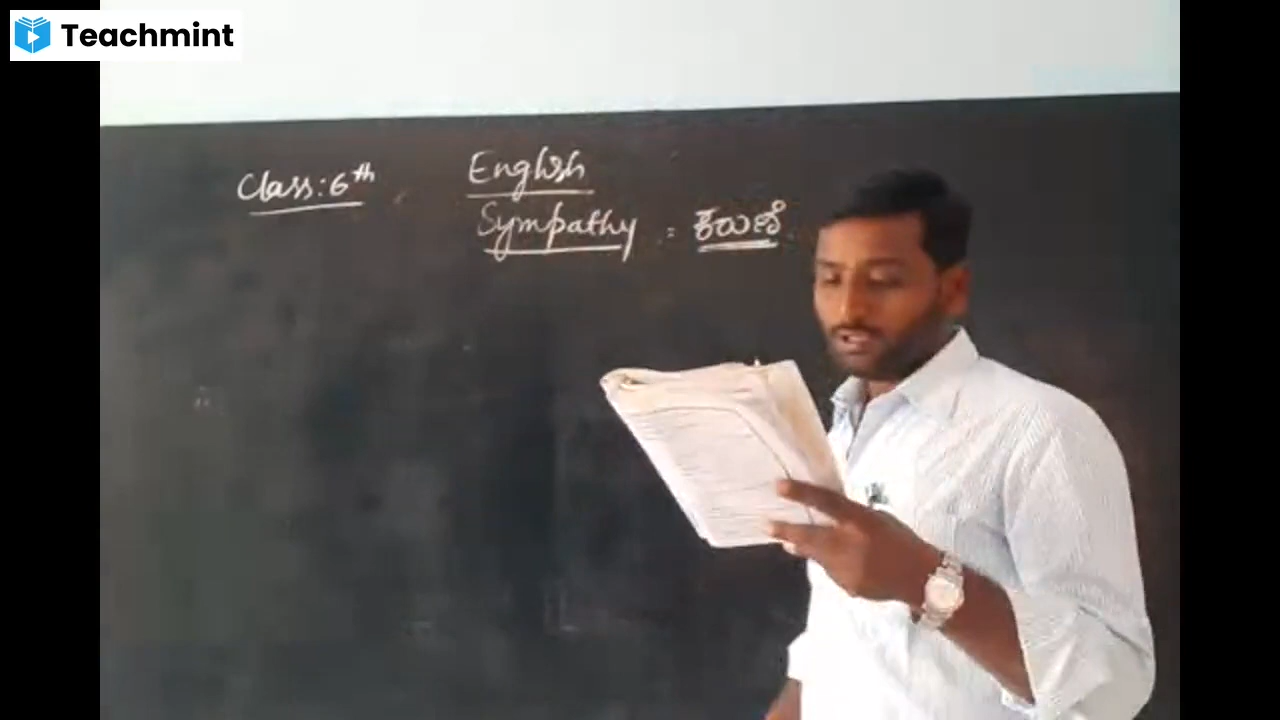 Teachmint
Class: 6th
English
Sympathy = ಕರುಣೆ